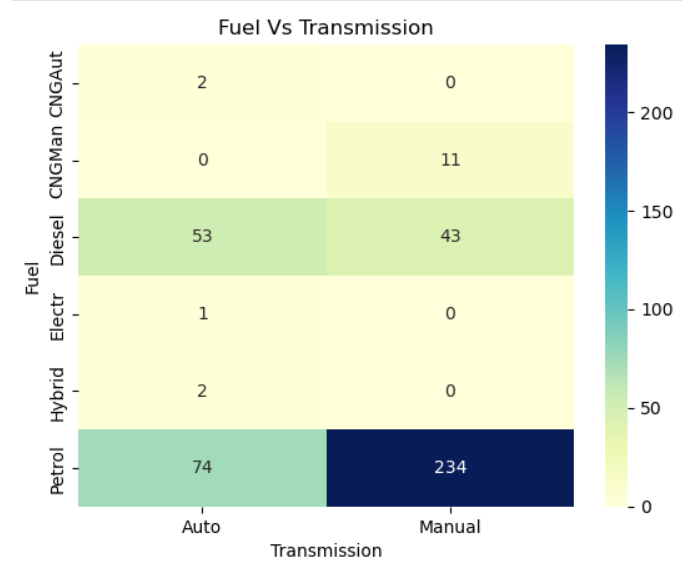 Fuel Vs Transmission
CNGAut
2 0
CNGMan
0 11
Diesel
53 43
Electr
1 0
Hybrid
2 0
Petrol
74 234
Fuel
Auto Manual
Transmission
200
150
100
50
0